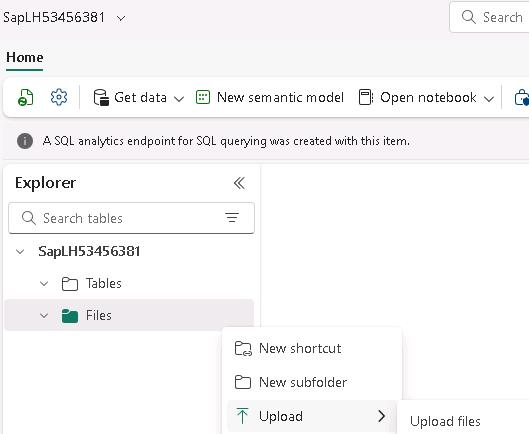 SapLH53456381
Search
Home
Get data
New semantic model
Open notebook
A SQL analytics endpoint for SQL querying was created with this item.
Explorer
Search tables
SapLH53456381
Tables
Files
New shortcut
New subfolder
Upload
Upload files